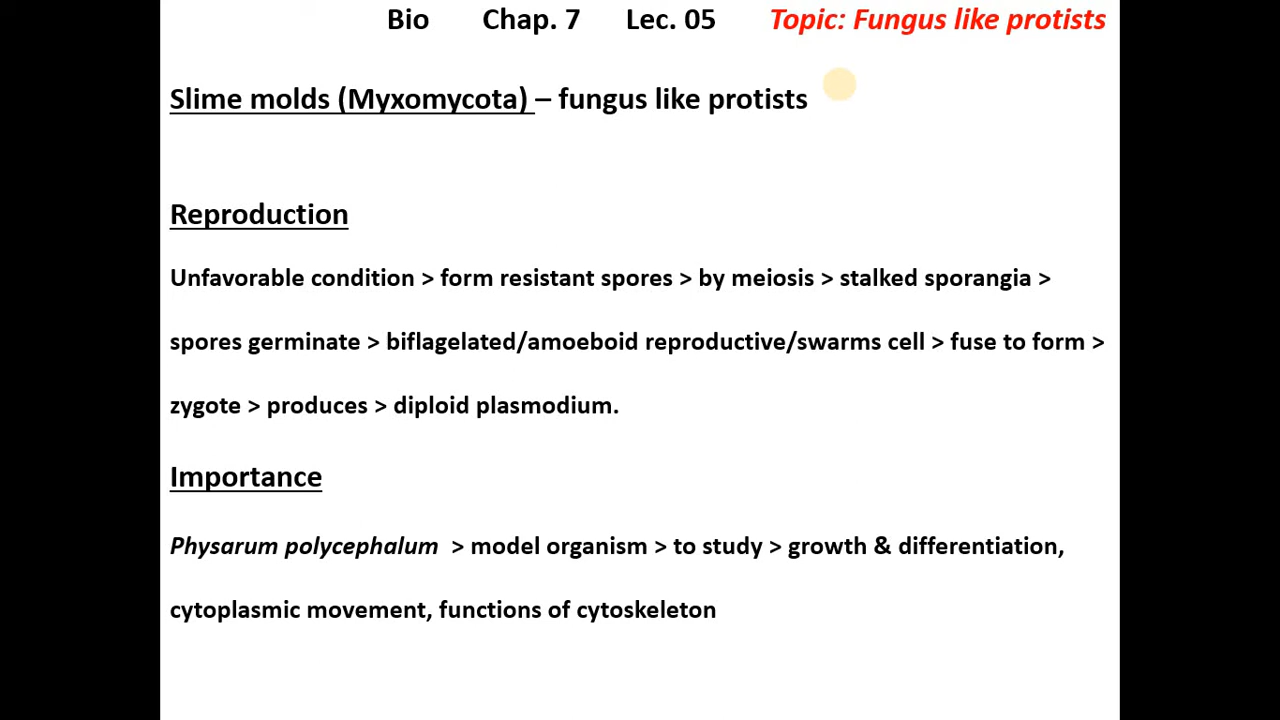 Bio Chap. 7 Lec. 05 Topic: Fungus like protists
Slime molds (Myxomycota) – fungus like protists
Reproduction
Unfavorable condition > form resistant spores > by meiosis > stalked sporangia >
spores germinate > biflagelated/amoeboid reproductive/swarms cell > fuse to form >
zygote > produces > diploid plasmodium.
Importance
Physarum polycephalum > model organism > to study > growth & differentiation,
cytoplasmic movement, functions of cytoskeleton